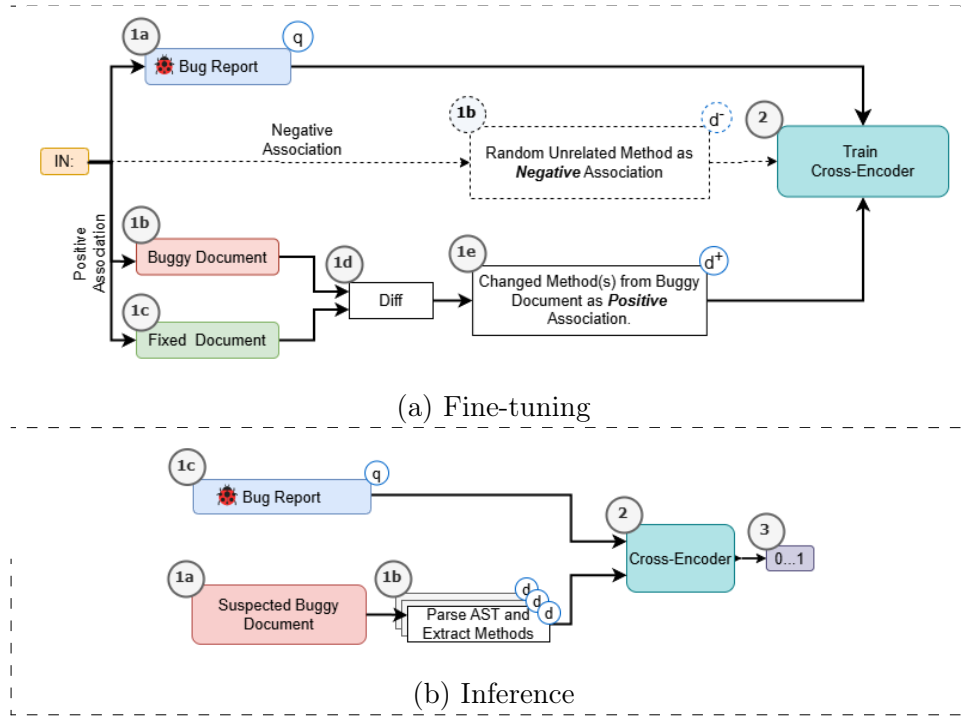 1a
q
Bug Report
1b
d-
2
Negative
Association
Random Unrelated Method as
Negative Association
Train
Cross-Encoder
IN:
Positive
Association
1b
Buggy Document
1d
1e
d+
Diff
Changed Method(s) from Buggy
Document as Positive
Association.
1c
Fixed Document
(a) Fine-tuning
1c
q
Bug Report
2
3
Cross-Encoder
0...1
1a
1b
Suspected Buggy
Document
d
d
d
Parse AST and
Extract Methods
(b) Inference